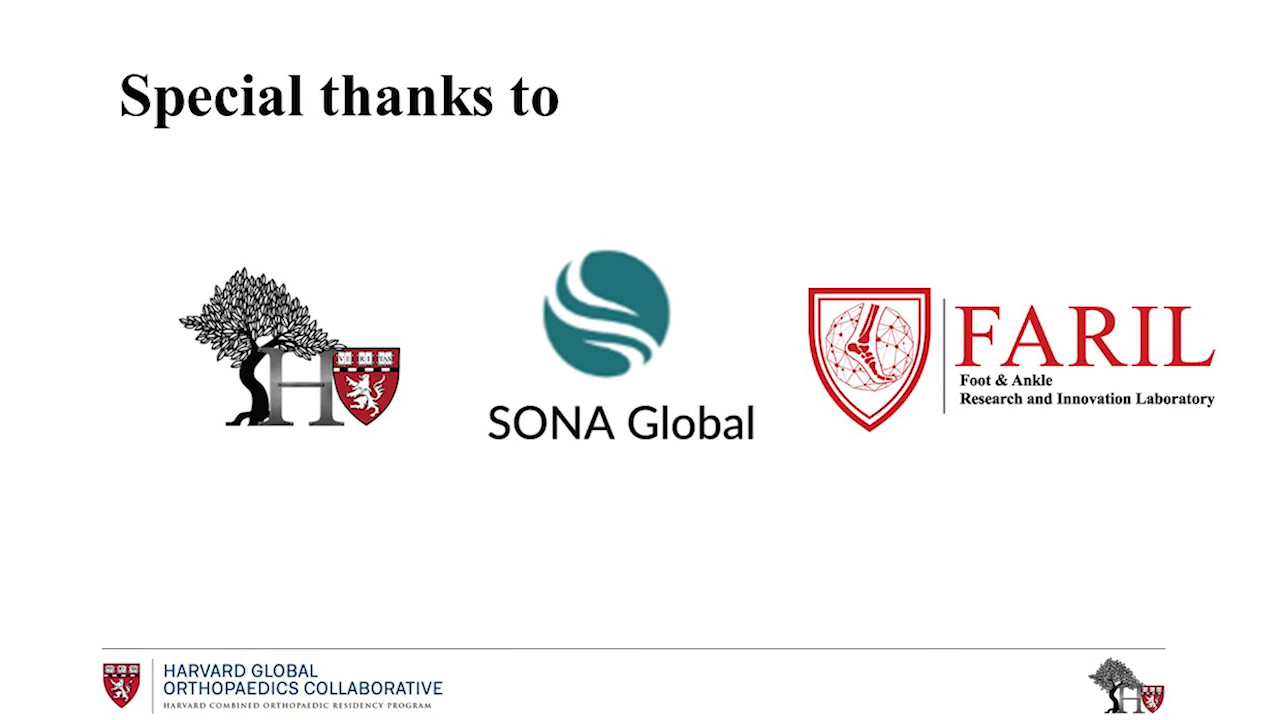 Special thanks to
H
VE RI TAS
SONA Global
FARIL
Foot & Ankle
Research and Innovation Laboratory
HARVARD GLOBAL
ORTHOPAEDICS COLLABORATIVE
HARVARD COMBINED ORTHOPAEDIC RESIDENCY PROGRAM
H